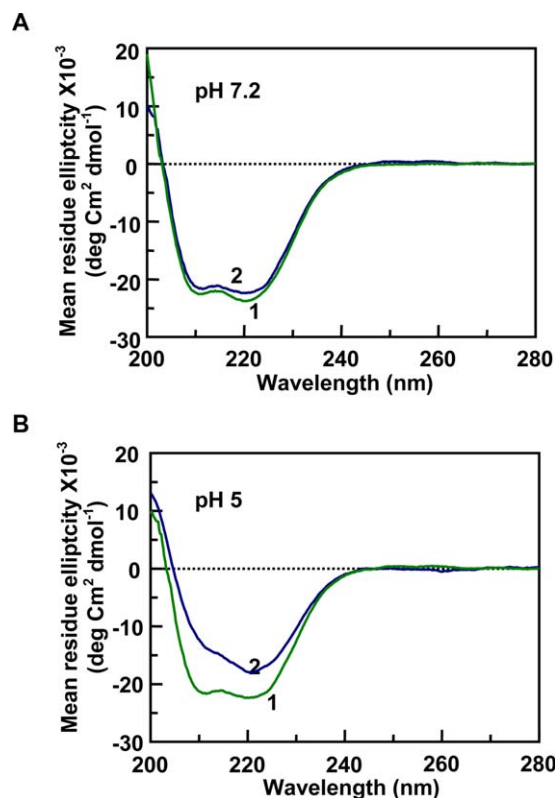 A
Mean residue elliptcity X10⁻³
(deg Cm² dmol⁻¹)
20
10
0
-10
-20
-30
pH 7.2
2
1
200 220 240 260 280
Wavelength (nm)
B
Mean residue elliptcity X10⁻³
(deg Cm² dmol⁻¹)
20
10
0
-10
-20
-30
pH 5
2
1
200 220 240 260 280
Wavelength (nm)